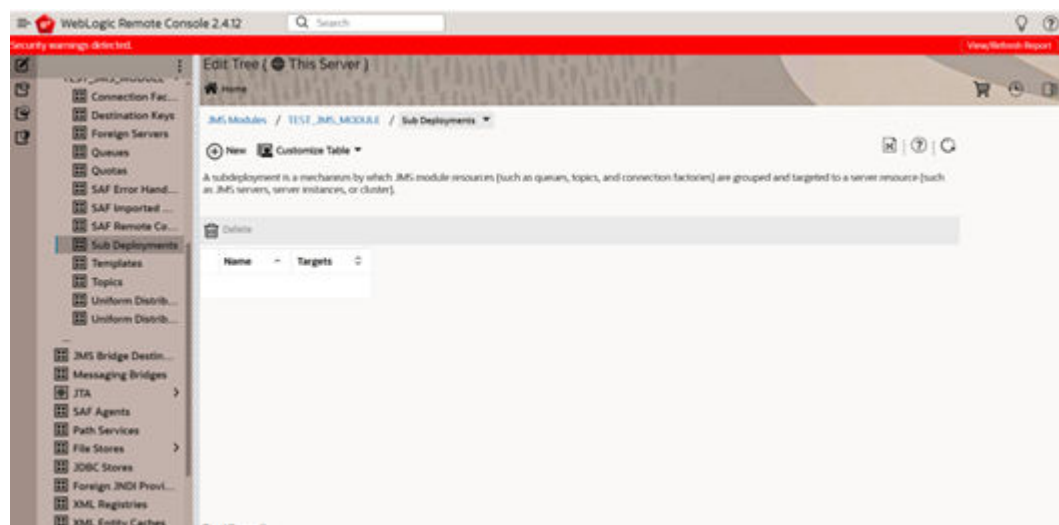 WebLogic Remote Console 2.4.12
Search
Security warnings detected.
View/Refresh Report
Edit Tree ( This Server )
Home
TEST_JMS_MODULE
Connection Fac...
Destination Keys
Foreign Servers
Queues
Quotas
SAF Error Hand...
SAF Imported ...
SAF Remote Co...
Sub Deployments
Templates
Topics
Uniform Distrib...
Uniform Distrib...
...
JMS Bridge Destin...
Messaging Bridges
JTA
SAF Agents
Path Services
File Stores
JDBC Stores
Foreign JNDI Provi...
XML Registries
XML Entity Caches
JMS Modules / TEST_JMS_MODULE / Sub Deployments
New Customize Table
A subdeployment is a mechanism by which JMS module resources (such as queues, topics, and connection factories) are grouped and targeted to a server resource (such
as JMS servers, server instances, or cluster).
Delete
Name Targets